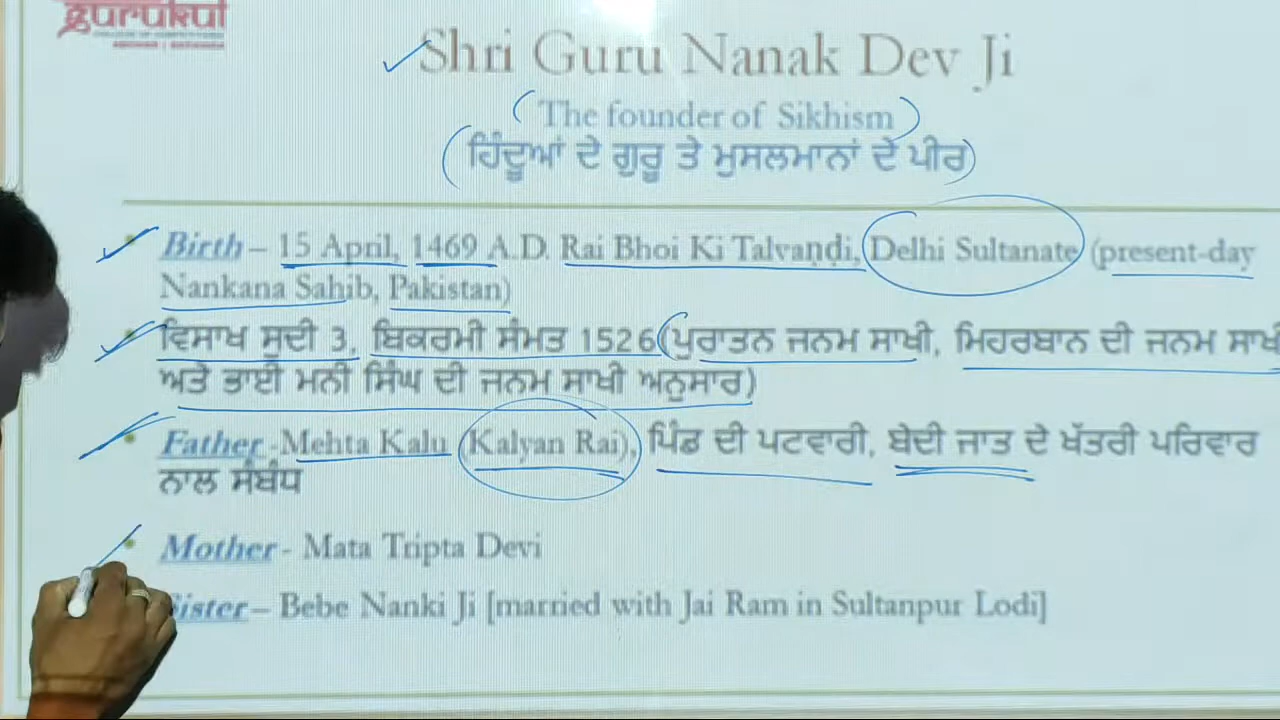 gurukul
Shri Guru Nanak Dev Ji
(The founder of Sikhism)
(ਹਿੰਦੂਆਂ ਦੇ ਗੁਰੂ ਤੇ ਮੁਸਲਮਾਨਾਂ ਦੇ ਪੀਰ)
Birth – 15 April, 1469 A.D. Rai Bhoi Ki Talvaṇḍi, Delhi Sultanate (present-day
Nankana Sahib, Pakistan)
ਵਿਸਾਖ ਸੁਦੀ 3, ਬਿਕਰਮੀ ਸੰਮਤ 1526 (ਪੁਰਾਤਨ ਜਨਮ ਸਾਖੀ, ਮਿਹਰਬਾਨ ਦੀ ਜਨਮ ਸਾਖੀ
ਅਤੇ ਭਾਈ ਮਨੀ ਸਿੰਘ ਦੀ ਜਨਮ ਸਾਖੀ ਅਨੁਸਾਰ)
Father -Mehta Kalu (Kalyan Rai), ਪਿੰਡ ਦੀ ਪਟਵਾਰੀ, ਬੇਦੀ ਜਾਤ ਦੇ ਖੱਤਰੀ ਪਰਿਵਾਰ
ਨਾਲ ਸੰਬੰਧ
Mother - Mata Tripta Devi
Sister – Bebe Nanki Ji [married with Jai Ram in Sultanpur Lodi]